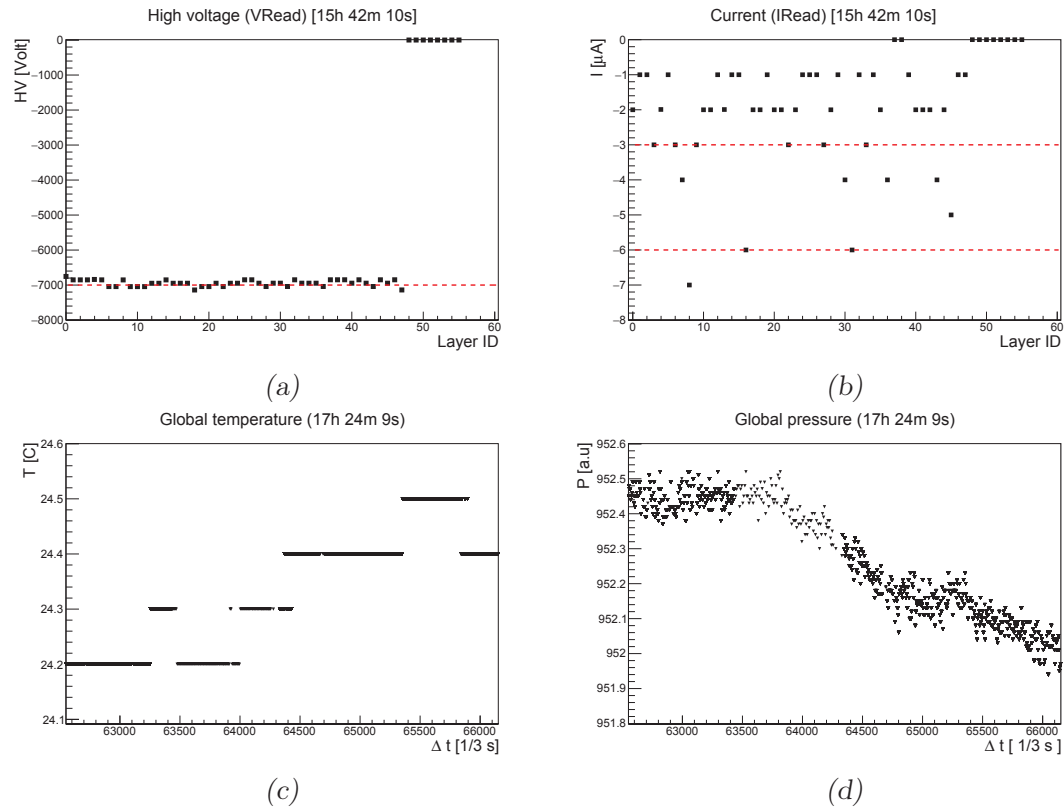 High voltage (VRead) [15h 42m 10s]
HV [Volt]
0
−1000
−2000
−3000
−4000
−5000
−6000
−7000
−8000
0 10 20 30 40 50 60
Layer ID
(a)
Current (IRead) [15h 42m 10s]
I [µA]
0
−1
−2
−3
−4
−5
−6
−7
−8
0 10 20 30 40 50 60
Layer ID
(b)
Global temperature (17h 24m 9s)
T [C]
24.6
24.5
24.4
24.3
24.2
24.1
63000 63500 64000 64500 65000 65500 66000
Δ t [1/3 s]
(c)
Global pressure (17h 24m 9s)
P [a.u]
952.6
952.5
952.4
952.3
952.2
952.1
952
951.9
951.8
63000 63500 64000 64500 65000 65500 66000
Δ t [ 1/3 s]
(d)